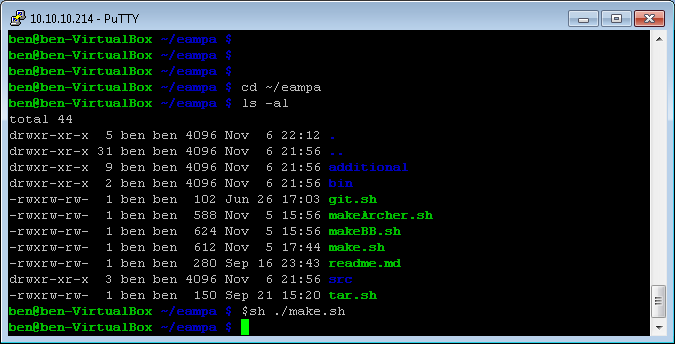 10.10.10.214 - PuTTY
ben@ben-VirtualBox ~/eampa $
ben@ben-VirtualBox ~/eampa $
ben@ben-VirtualBox ~/eampa $
ben@ben-VirtualBox ~/eampa $ cd ~/eampa
ben@ben-VirtualBox ~/eampa $ ls -al
total 44
drwxr-xr-x  5 ben ben 4096 Nov  6 22:12 .
drwxr-xr-x 31 ben ben 4096 Nov  6 21:56 ..
drwxr-xr-x  9 ben ben 4096 Nov  6 21:56 additional
drwxr-xr-x  2 ben ben 4096 Nov  6 21:56 bin
-rwxrw-rw-  1 ben ben  102 Jun 26 17:03 git.sh
-rwxrw-rw-  1 ben ben  588 Nov  5 15:56 makeArcher.sh
-rwxrw-rw-  1 ben ben  624 Nov  5 15:56 makeBB.sh
-rwxrw-rw-  1 ben ben  612 Nov  5 17:44 make.sh
-rwxrw-rw-  1 ben ben  280 Sep 16 23:43 readme.md
drwxr-xr-x  3 ben ben 4096 Nov  6 21:56 src
-rwxrw-rw-  1 ben ben  150 Sep 21 15:20 tar.sh
ben@ben-VirtualBox ~/eampa $ $sh ./make.sh
ben@ben-VirtualBox ~/eampa $